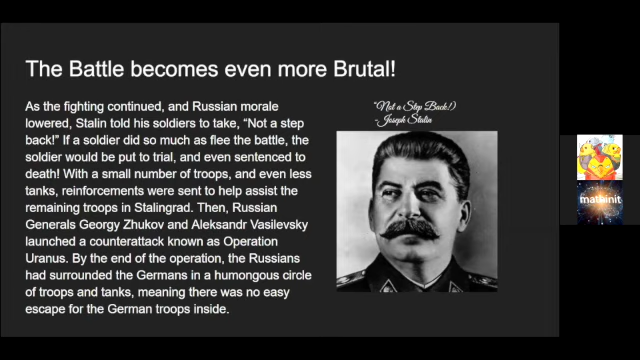 The Battle becomes even more Brutal!
As the fighting continued, and Russian morale
lowered, Stalin told his soldiers to take, “Not a step
back!” If a soldier did so much as flee the battle, the
soldier would be put to trial, and even sentenced to
death! With a small number of troops, and even less
tanks, reinforcements were sent to help assist the
remaining troops in Stalingrad. Then, Russian
Generals Georgy Zhukov and Aleksandr Vasilevsky
launched a counterattack known as Operation
Uranus. By the end of the operation, the Russians
had surrounded the Germans in a humongous circle
of troops and tanks, meaning there was no easy
escape for the German troops inside.
“Not a Step Back!)
-Joseph Stalin